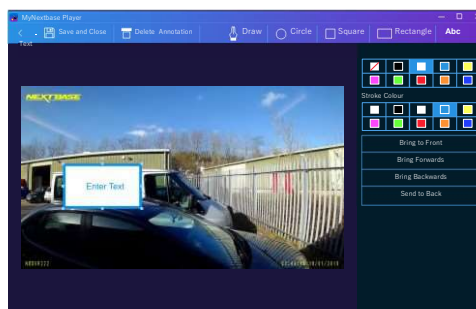 MyNextbase Player
Save and Close
Delete Annotation
Draw
Circle
Square
Rectangle
Abc
Text
NEXTBASE
Enter Text
Stroke Colour
Bring to Front
Bring Forwards
Bring Backwards
Send to Back